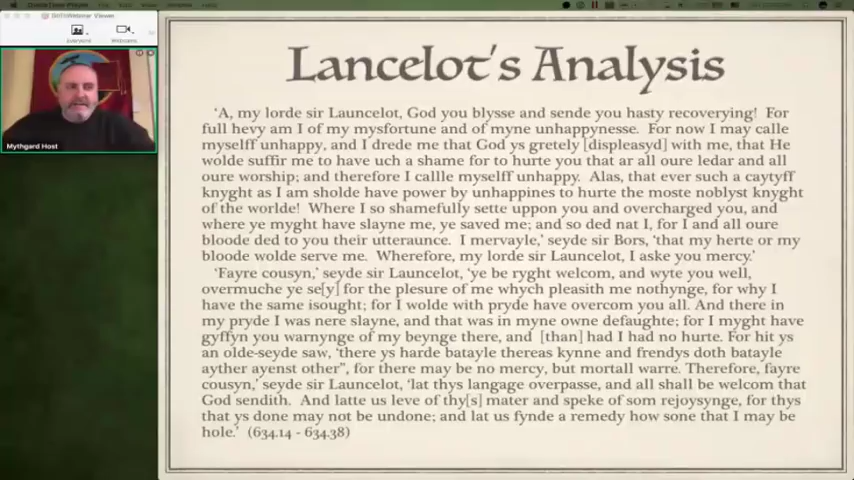 GoToWebinar Viewer
Everyone
Webcams
Mythgard Host
Lancelot's Analysis
'A, my lorde sir Launcelot, God you blysse and sende you hasty recoverying! For
full hevy am I of my mysfortune and of myne unhappynesse. For now I may calle
myselff unhappy, and I drede me that God ys gretely [displeasyd] with me, that He
wolde suffir me to have uch a shame for to hurte you that ar all oure ledar and all
oure worship; and therefore I callle myselff unhappy. Alas, that ever such a caytyff
knyght as I am sholde have power by unhappines to hurte the moste noblyst knyght
of the worlde! Where I so shamefully sette uppon you and overcharged you, and
where ye myght have slayne me, ye saved me; and so ded nat I, for I and all oure
bloode ded to you their utteraunce. I mervayle,' seyde sir Bors, 'that my herte or my
bloode wolde serve me. Wherefore, my lorde sir Launcelot, I aske you mercy.'
'Fayre cousyn,' seyde sir Launcelot, 'ye be ryght welcom, and wyte you well,
overmuche ye se[y] for the plesure of me whych pleasith me nothynge, for why I
have the same isought; for I wolde with pryde have overcom you all. And there in
my pryde I was nere slayne, and that was in myne owne defaughte; for I myght have
gyffyn you warnynge of my beynge there, and [than] had I had no hurte. For hit ys
an olde-seyde saw, 'there ys harde batayle thereas kynne and frendys doth batayle
ayther ayenst other", for there may be no mercy, but mortall warre. Therefore, fayre
cousyn,' seyde sir Launcelot, 'lat thys langage overpasse, and all shall be welcom that
God sendith. And latte us leve of thy[s] mater and speke of som rejoysynge, for thys
that ys done may not be undone; and lat us fynde a remedy how sone that I may be
hole.' (634.14 - 634.38)